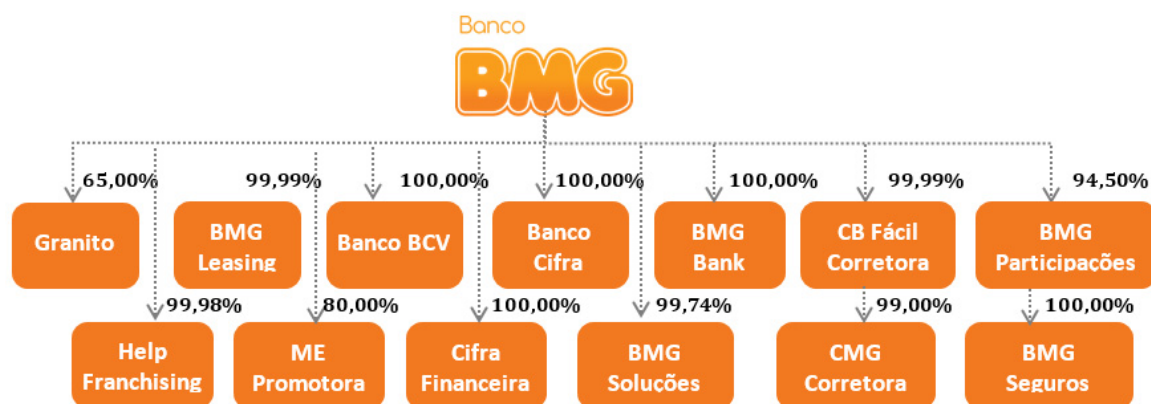 Banco
BMG
65,00% 99,99% 100,00% 100,00% 100,00% 99,99% 94,50%
Granito
BMG
Leasing
Banco BCV
Banco
Cifra
BMG
Bank
CB Fácil
Corretora
BMG
Participações
99,98% 80,00% 100,00% 99,74% 99,00% 100,00%
Help
Franchising
ME
Promotora
Cifra
Financeira
BMG
Soluções
CMG
Corretora
BMG
Seguros